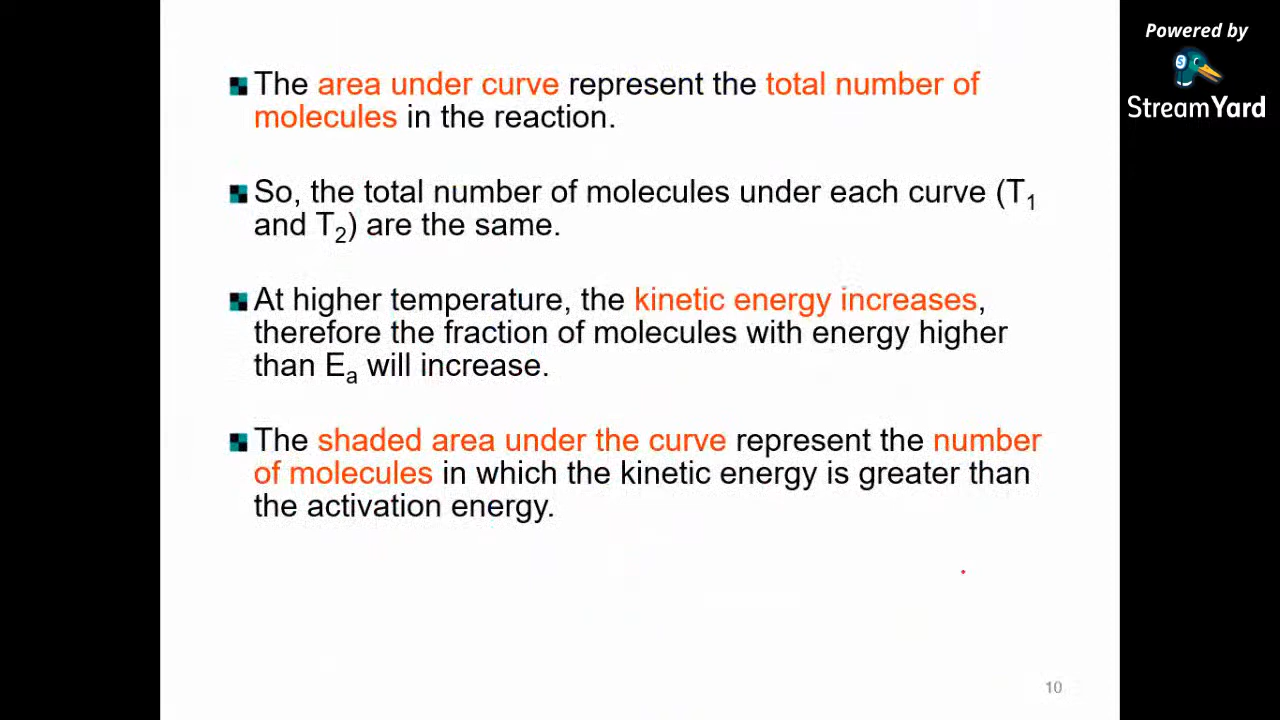 Powered by
StreamYard
The area under curve represent the total number of
molecules in the reaction.
So, the total number of molecules under each curve (T₁
and T₂) are the same.
At higher temperature, the kinetic energy increases,
therefore the fraction of molecules with energy higher
than Eₐ will increase.
The shaded area under the curve represent the number
of molecules in which the kinetic energy is greater than
the activation energy.
10